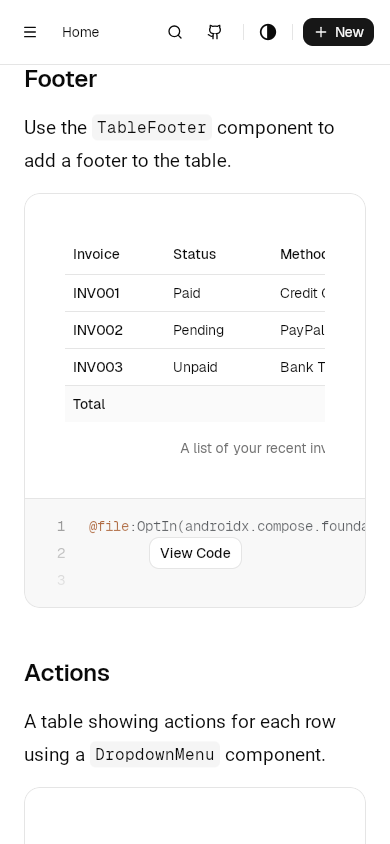 Home
New
Footer
Use the TableFooter component to
add a footer to the table.
Invoice Status Method
INV001 Paid Credit C
INV002 Pending PayPal
INV003 Unpaid Bank T
Total
A list of your recent inv
1 @file:OptIn(androidx.compose.founda
2
View Code
3
Actions
A table showing actions for each row
using a DropdownMenu component.